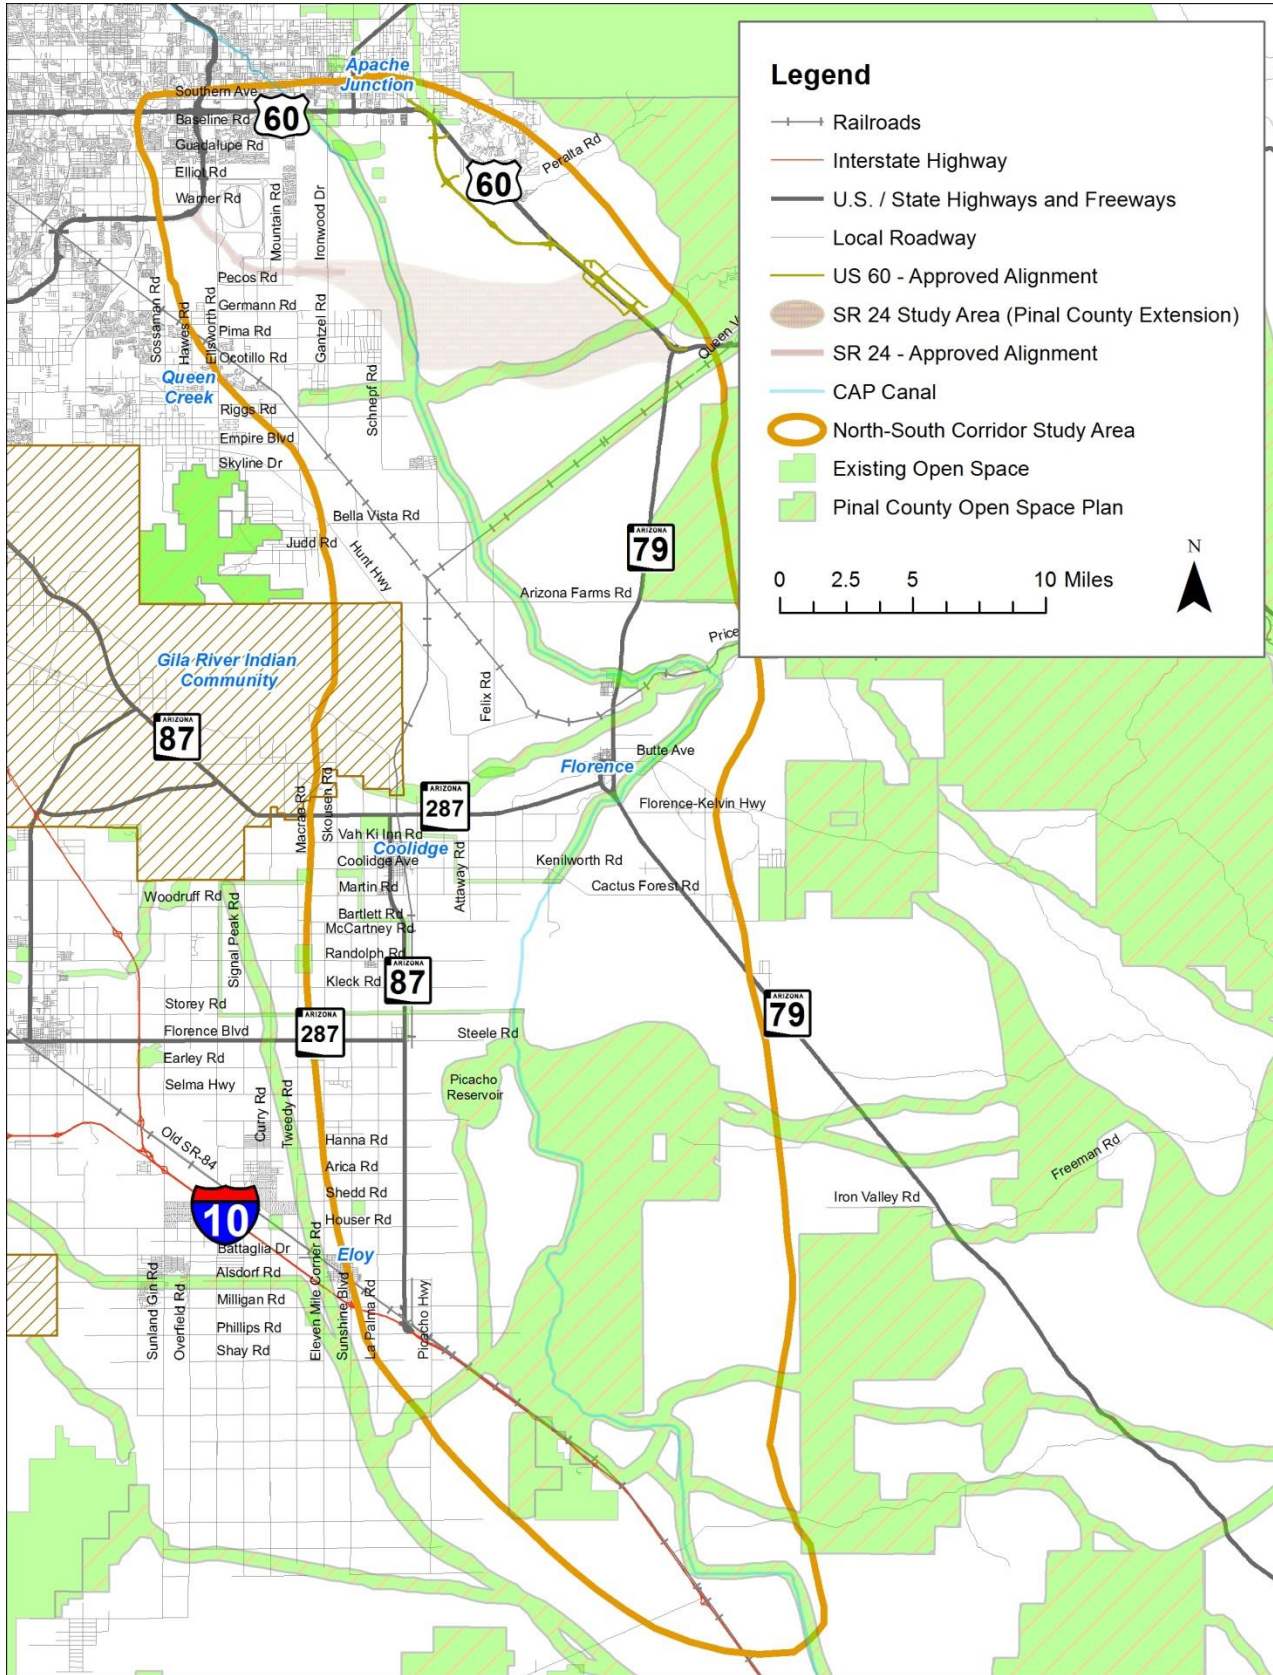 Apache
Junction
Southern Ave
60
Baseline Rd
Guadalupe Rd
Elliot Rd
Warner Rd
60
Peralta Rd
Mountain Rd
Ironwood Dr
Pecos Rd
Germann Rd
Pima Rd
Ocotillo Rd
Sossaman Rd
Hawes Rd
Ellsworth Rd
Gantzel Rd
Schnepf Rd
Queen
Creek
Riggs Rd
Empire Blvd
Skyline Dr
Queen V
Bella Vista Rd
Judd Rd
Hunt Hwy
ARIZONA
79
Arizona Farms Rd
Price
Gila River Indian
Community
Felix Rd
ARIZONA
87
Butte Ave
Florence
ARIZONA
287
Florence-Kelvin Hwy
Macrae Rd
Skousen Rd
Vah Ki Inn Rd
Coolidge
Coolidge Ave
Attaway Rd
Kenilworth Rd
Martin Rd
Cactus Forest Rd
Woodruff Rd
Signal Peak Rd
Bartlett Rd
McCartney Rd
Randolph Rd
Kleck Rd
ARIZONA
87
Storey Rd
Florence Blvd
ARIZONA
287
Steele Rd
ARIZONA
79
Earley Rd
Selma Hwy
Picacho
Reservoir
Curry Rd
Tweedy Rd
Old SR-84
Hanna Rd
Arica Rd
Shedd Rd
Houser Rd
Freeman Rd
Iron Valley Rd
10
Battaglia Dr
Eloy
Alsdorf Rd
Milligan Rd
Phillips Rd
Shay Rd
Sunland Gin Rd
Overfield Rd
Eleven Mile Corner Rd
Sunshine Blvd
La Palma Rd
Picacho Hwy
Legend
Railroads
Interstate Highway
U.S. / State Highways and Freeways
Local Roadway
US 60 - Approved Alignment
SR 24 Study Area (Pinal County Extension)
SR 24 - Approved Alignment
CAP Canal
North-South Corridor Study Area
Existing Open Space
Pinal County Open Space Plan
N
0 2.5 5 10 Miles